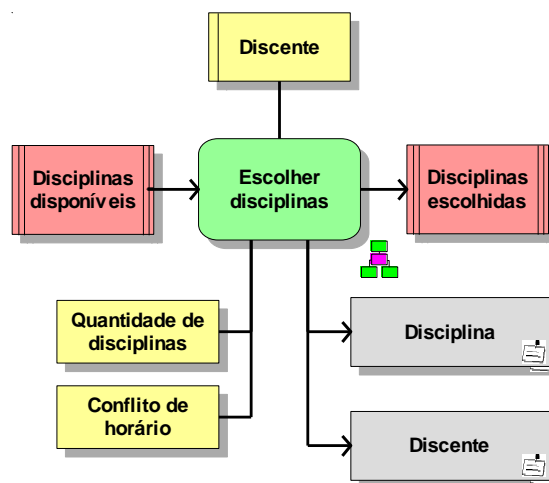 Discente
Disciplinas
disponíveis
Escolher
disciplinas
Disciplinas
escolhidas
Quantidade de
disciplinas
Disciplina
Conflito de
horário
Discente